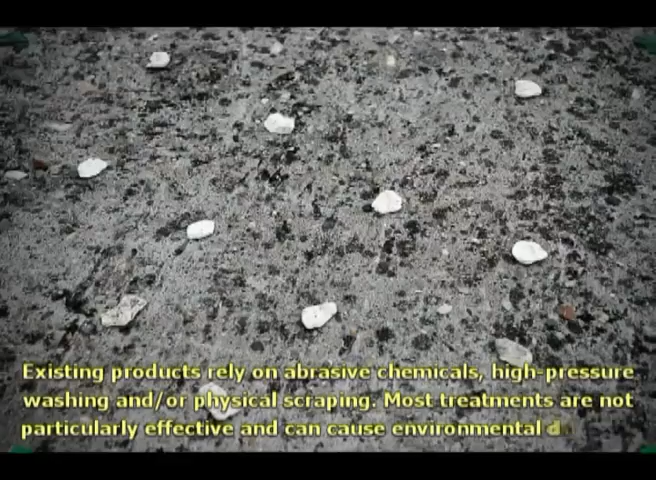 Existing products rely on abrasive chemicals, high-pressure
washing and/or physical scraping. Most treatments are not
particularly effective and can cause environmental